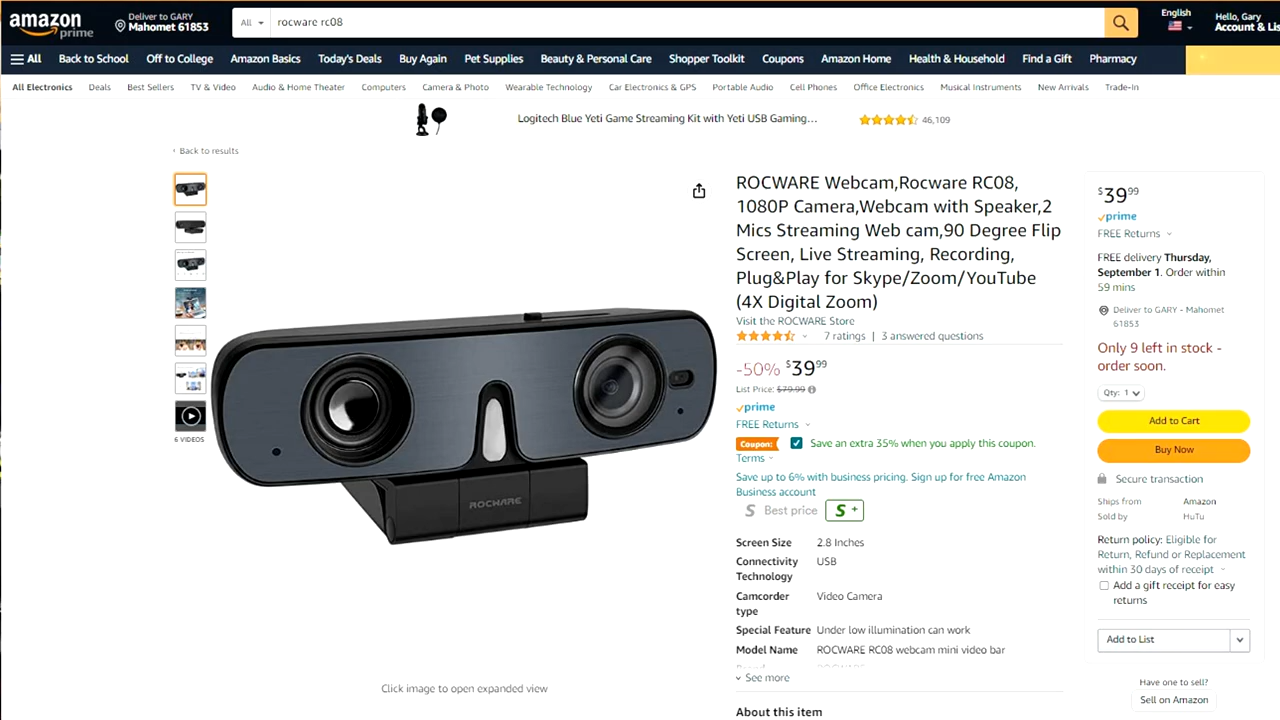 amazon prime
Deliver to GARY
Mahomet 61853
All
rocware rc08
English
Hello, Gary
Account & Lis
All
Back to School
Off to College
Amazon Basics
Today's Deals
Buy Again
Pet Supplies
Beauty & Personal Care
Shopper Toolkit
Coupons
Amazon Home
Health & Household
Find a Gift
Pharmacy
All Electronics
Deals
Best Sellers
TV & Video
Audio & Home Theater
Computers
Camera & Photo
Wearable Technology
Car Electronics & GPS
Portable Audio
Cell Phones
Office Electronics
Musical Instruments
New Arrivals
Trade-In
Logitech Blue Yeti Game Streaming Kit with Yeti USB Gaming...
46,109
‹ Back to results
6 VIDEOS
ROCWARE
Click image to open expanded view
ROCWARE Webcam,Rocware RC08,
1080P Camera,Webcam with Speaker,2
Mics Streaming Web cam,90 Degree Flip
Screen, Live Streaming, Recording,
Plug&Play for Skype/Zoom/YouTube
(4X Digital Zoom)
Visit the ROCWARE Store
7 ratings | 3 answered questions
-50% $39 99
List Price: $79.99
prime
FREE Returns
Coupon: Save an extra 35% when you apply this coupon.
Terms
Save up to 6% with business pricing. Sign up for free Amazon
Business account
S Best price S +
Screen Size 2.8 Inches
Connectivity USB
Technology
Camcorder Video Camera
type
Special Feature Under low illumination can work
Model Name ROCWARE RC08 webcam mini video bar
See more
About this item
$39 99
prime
FREE Returns
FREE delivery Thursday,
September 1. Order within
59 mins
Deliver to GARY - Mahomet
61853
Only 9 left in stock -
order soon.
Qty: 1
Add to Cart
Buy Now
Secure transaction
Ships from Amazon
Sold by HuTu
Return policy: Eligible for
Return, Refund or Replacement
within 30 days of receipt
Add a gift receipt for easy
returns
Add to List
Have one to sell?
Sell on Amazon